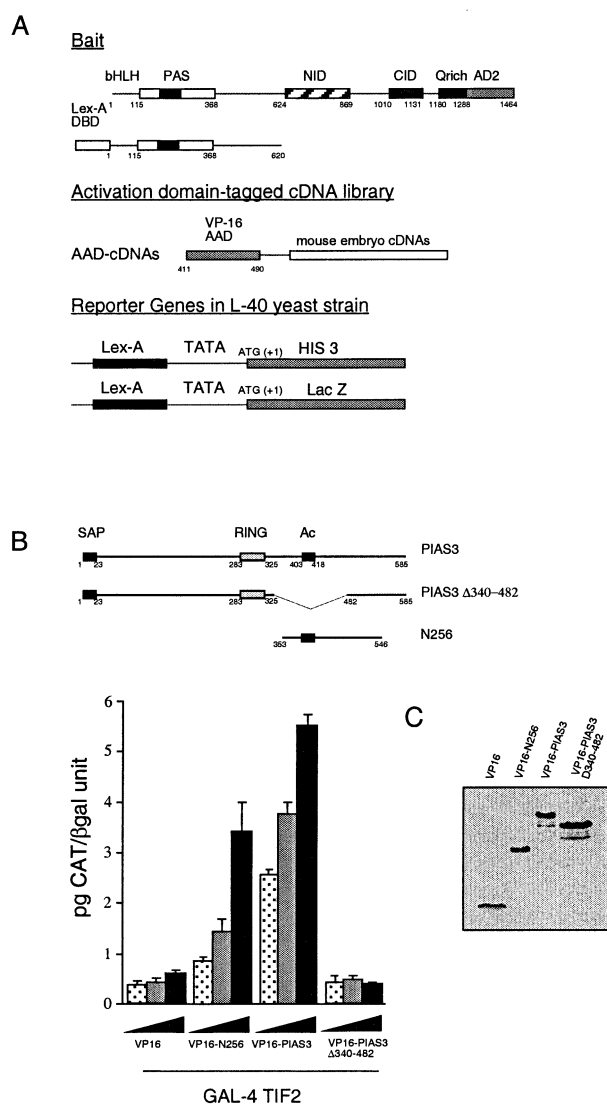 A
Bait
bHLH PAS NID CID Qrich AD2
1 115 368 624 869 1010 1131 1180 1288 1464
Lex-A
DBD
1 115 368 620
Activation domain-tagged cDNA library
VP-16
AAD
AAD-cDNAs mouse embryo cDNAs
411 490
Reporter Genes in L-40 yeast strain
Lex-A TATA ATG (+1) HIS 3
Lex-A TATA ATG (+1) Lac Z
B
SAP RING Ac
PIAS3
1 23 283 325 403 418 585
PIAS3 Δ340-482
1 23 283 325 482 585
N256
353 546
C
VP16
VP16-N256
VP16-PIAS3
VP16-PIAS3
D340-482
pg CAT/βgal unit
6
5
4
3
2
1
0
VP16 VP16-N256 VP16-PIAS3 VP16-PIAS3
Δ340-482
GAL-4 TIF2